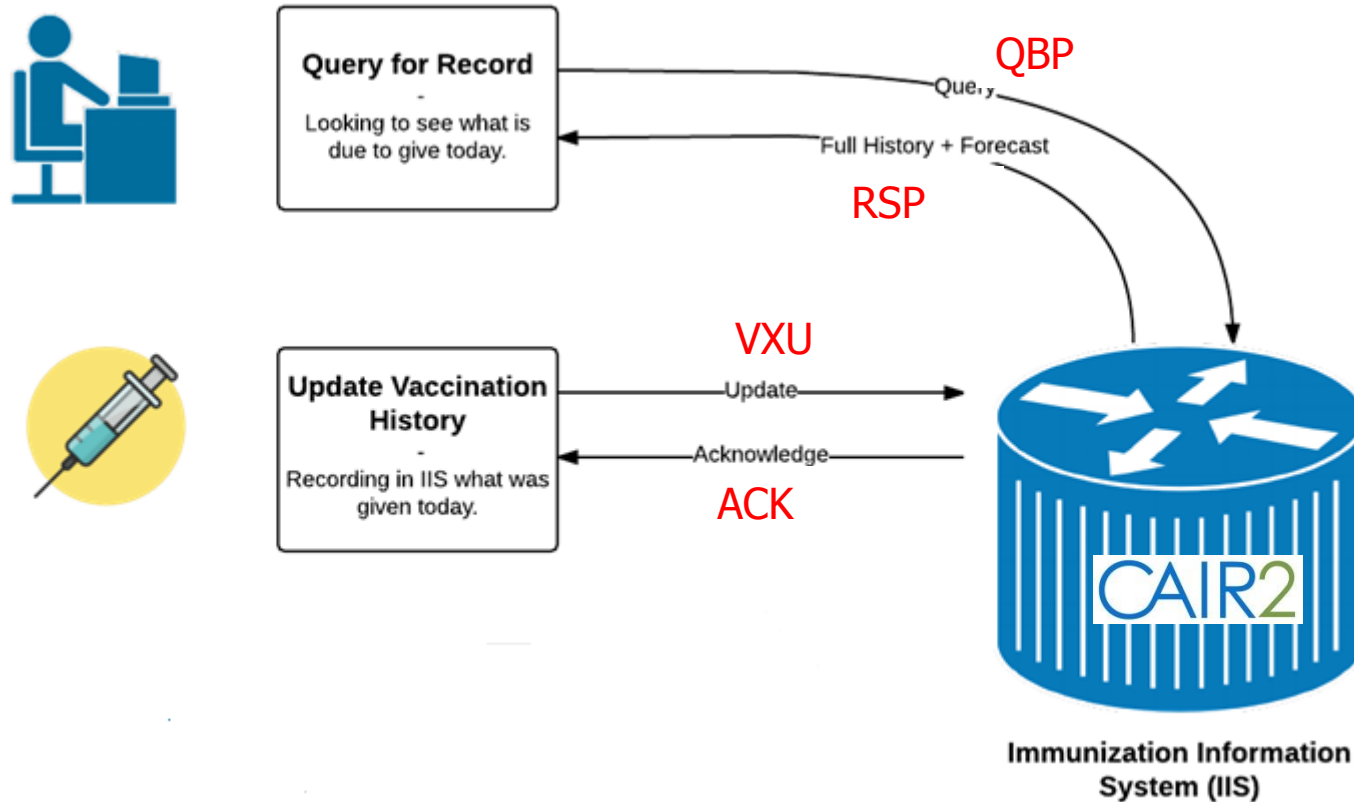 Query for Record
-
Looking to see what is
due to give today.
QBP
Query
Full History + Forecast
RSP
Update Vaccination
History
-
Recording in IIS what was
given today.
VXU
Update
Acknowledge
ACK
CAIR2
Immunization Information
System (IIS)